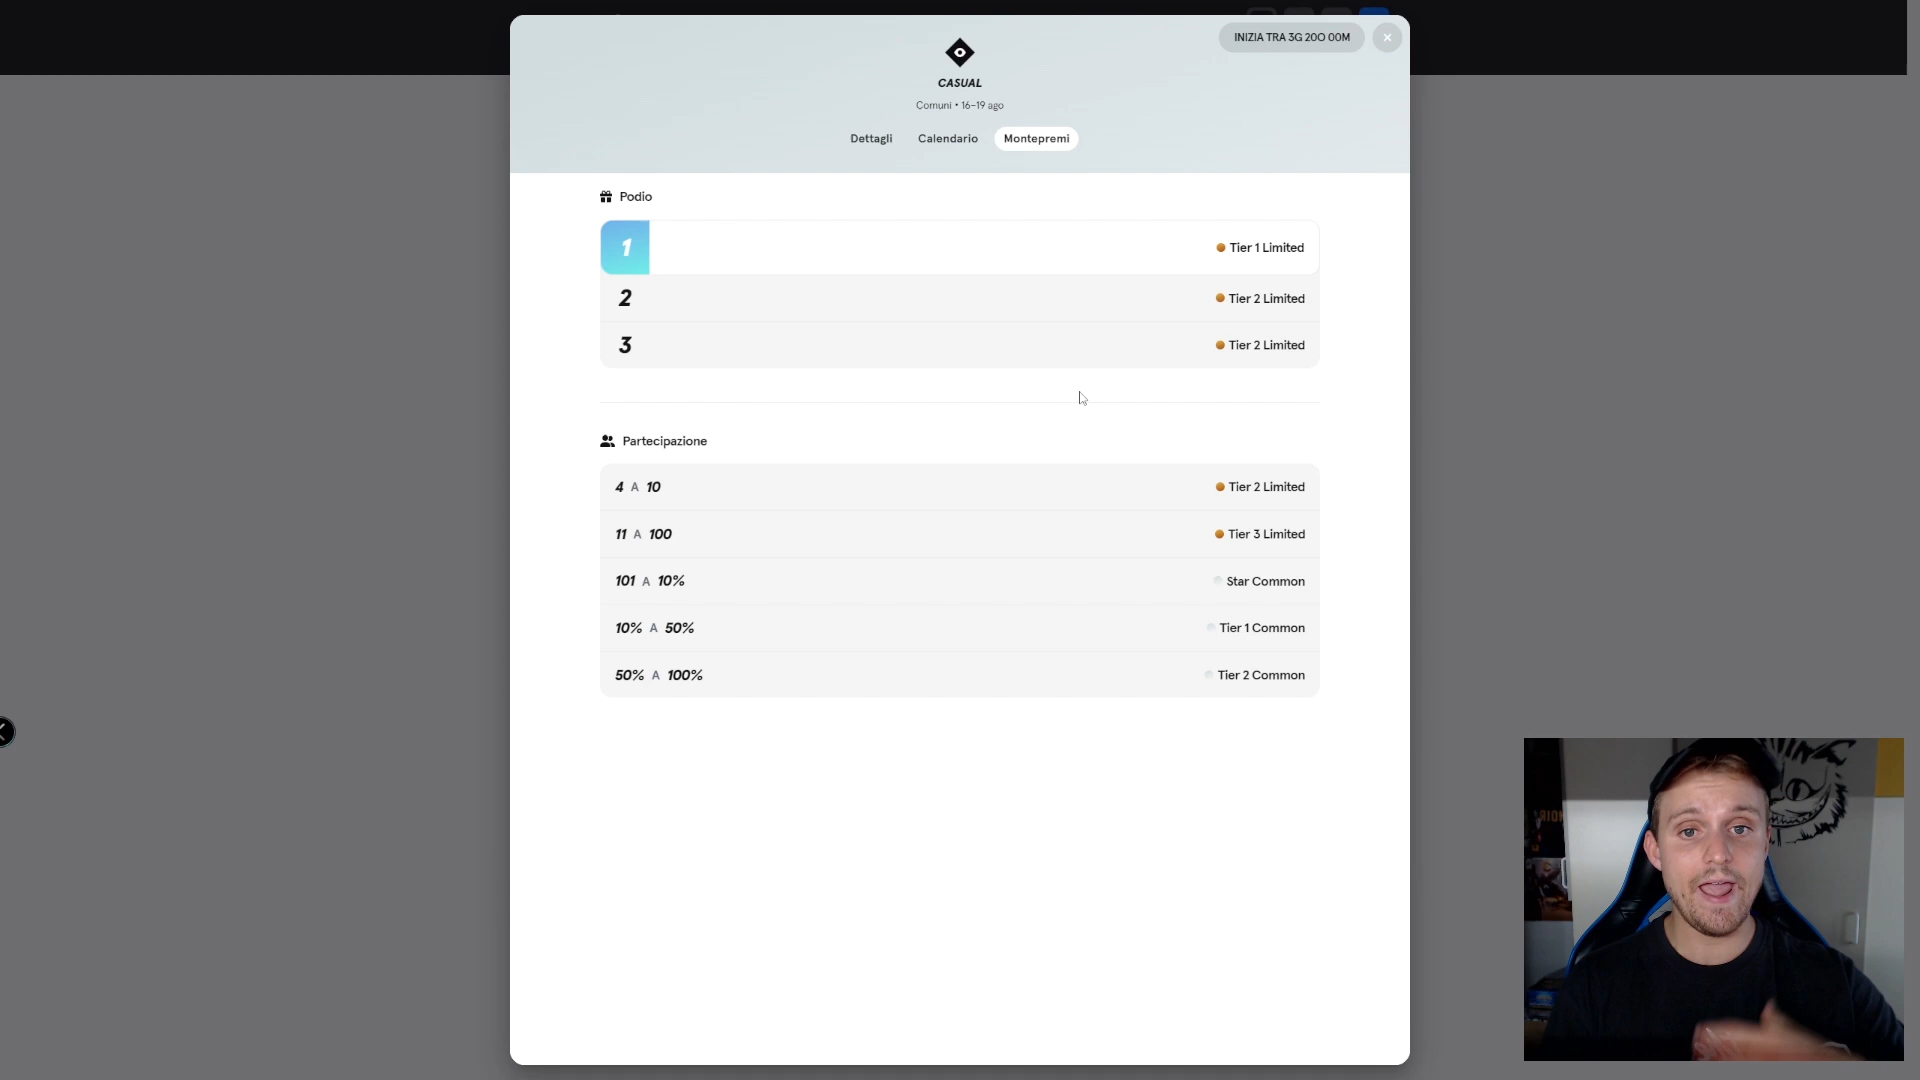 INIZIA TRA 3G 20O 00M
CASUAL
Comuni • 16–19 ago
Dettagli Calendario Montepremi
Podio
1 Tier 1 Limited
2 Tier 2 Limited
3 Tier 2 Limited
Partecipazione
4 A 10 Tier 2 Limited
11 A 100 Tier 3 Limited
101 A 10% Star Common
10% A 50% Tier 1 Common
50% A 100% Tier 2 Common